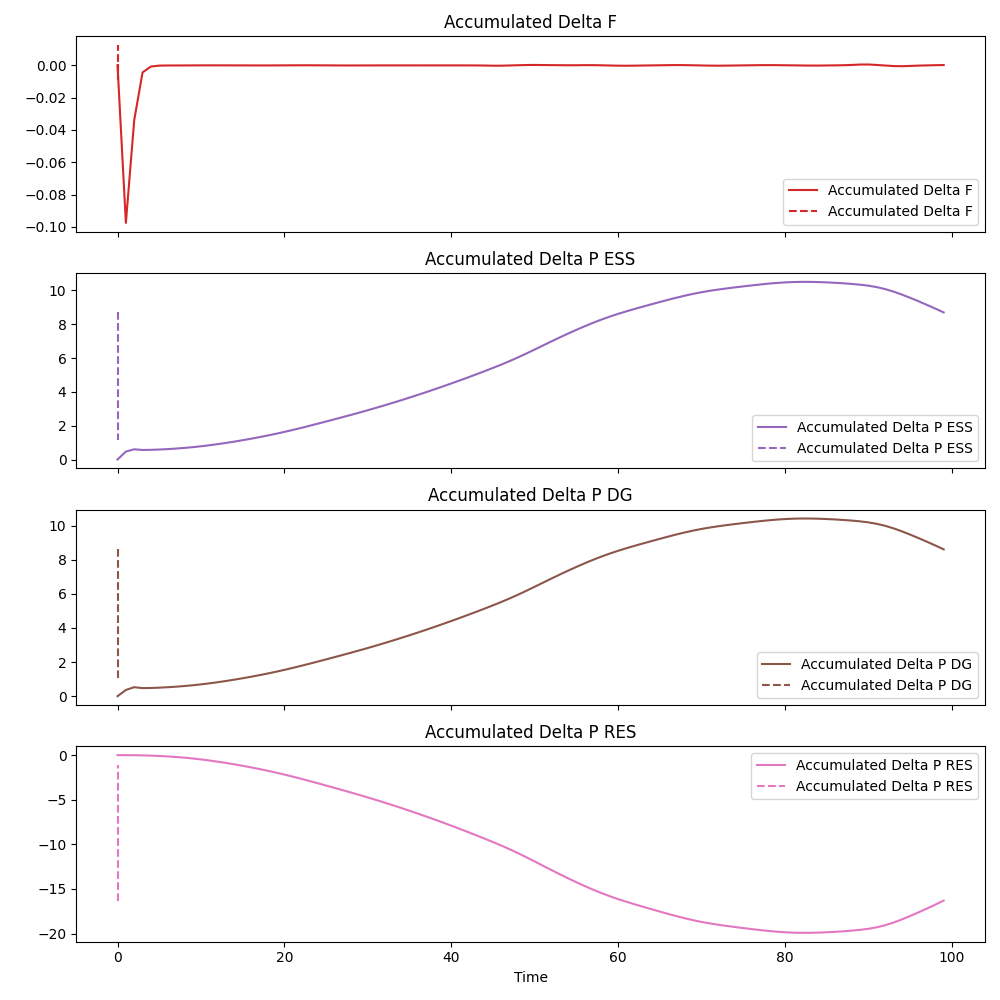 Accumulated Delta F
0.00
−0.02
−0.04
−0.06
−0.08
−0.10
Accumulated Delta F
Accumulated Delta F
Accumulated Delta P ESS
10
8
6
4
2
0
Accumulated Delta P ESS
Accumulated Delta P ESS
Accumulated Delta P DG
10
8
6
4
2
0
Accumulated Delta P DG
Accumulated Delta P DG
Accumulated Delta P RES
0
−5
−10
−15
−20
Accumulated Delta P RES
Accumulated Delta P RES
0 20 40 60 80 100
Time